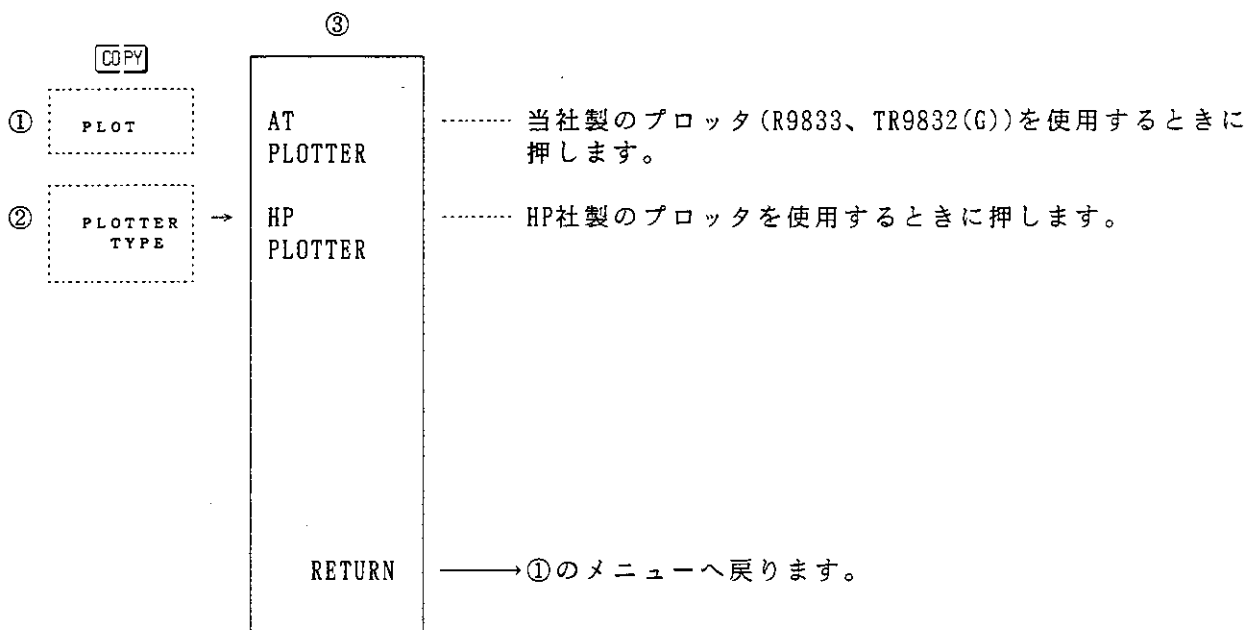 ③
COPY
① PLOT
AT
PLOTTER
……… 当社製のプロッタ(R9833、TR9832(G))を使用するときに
押します。
② PLOTTER
TYPE
→
HP
PLOTTER
……… HP社製のプロッタを使用するときに押します。
RETURN
→①のメニューへ戻ります。